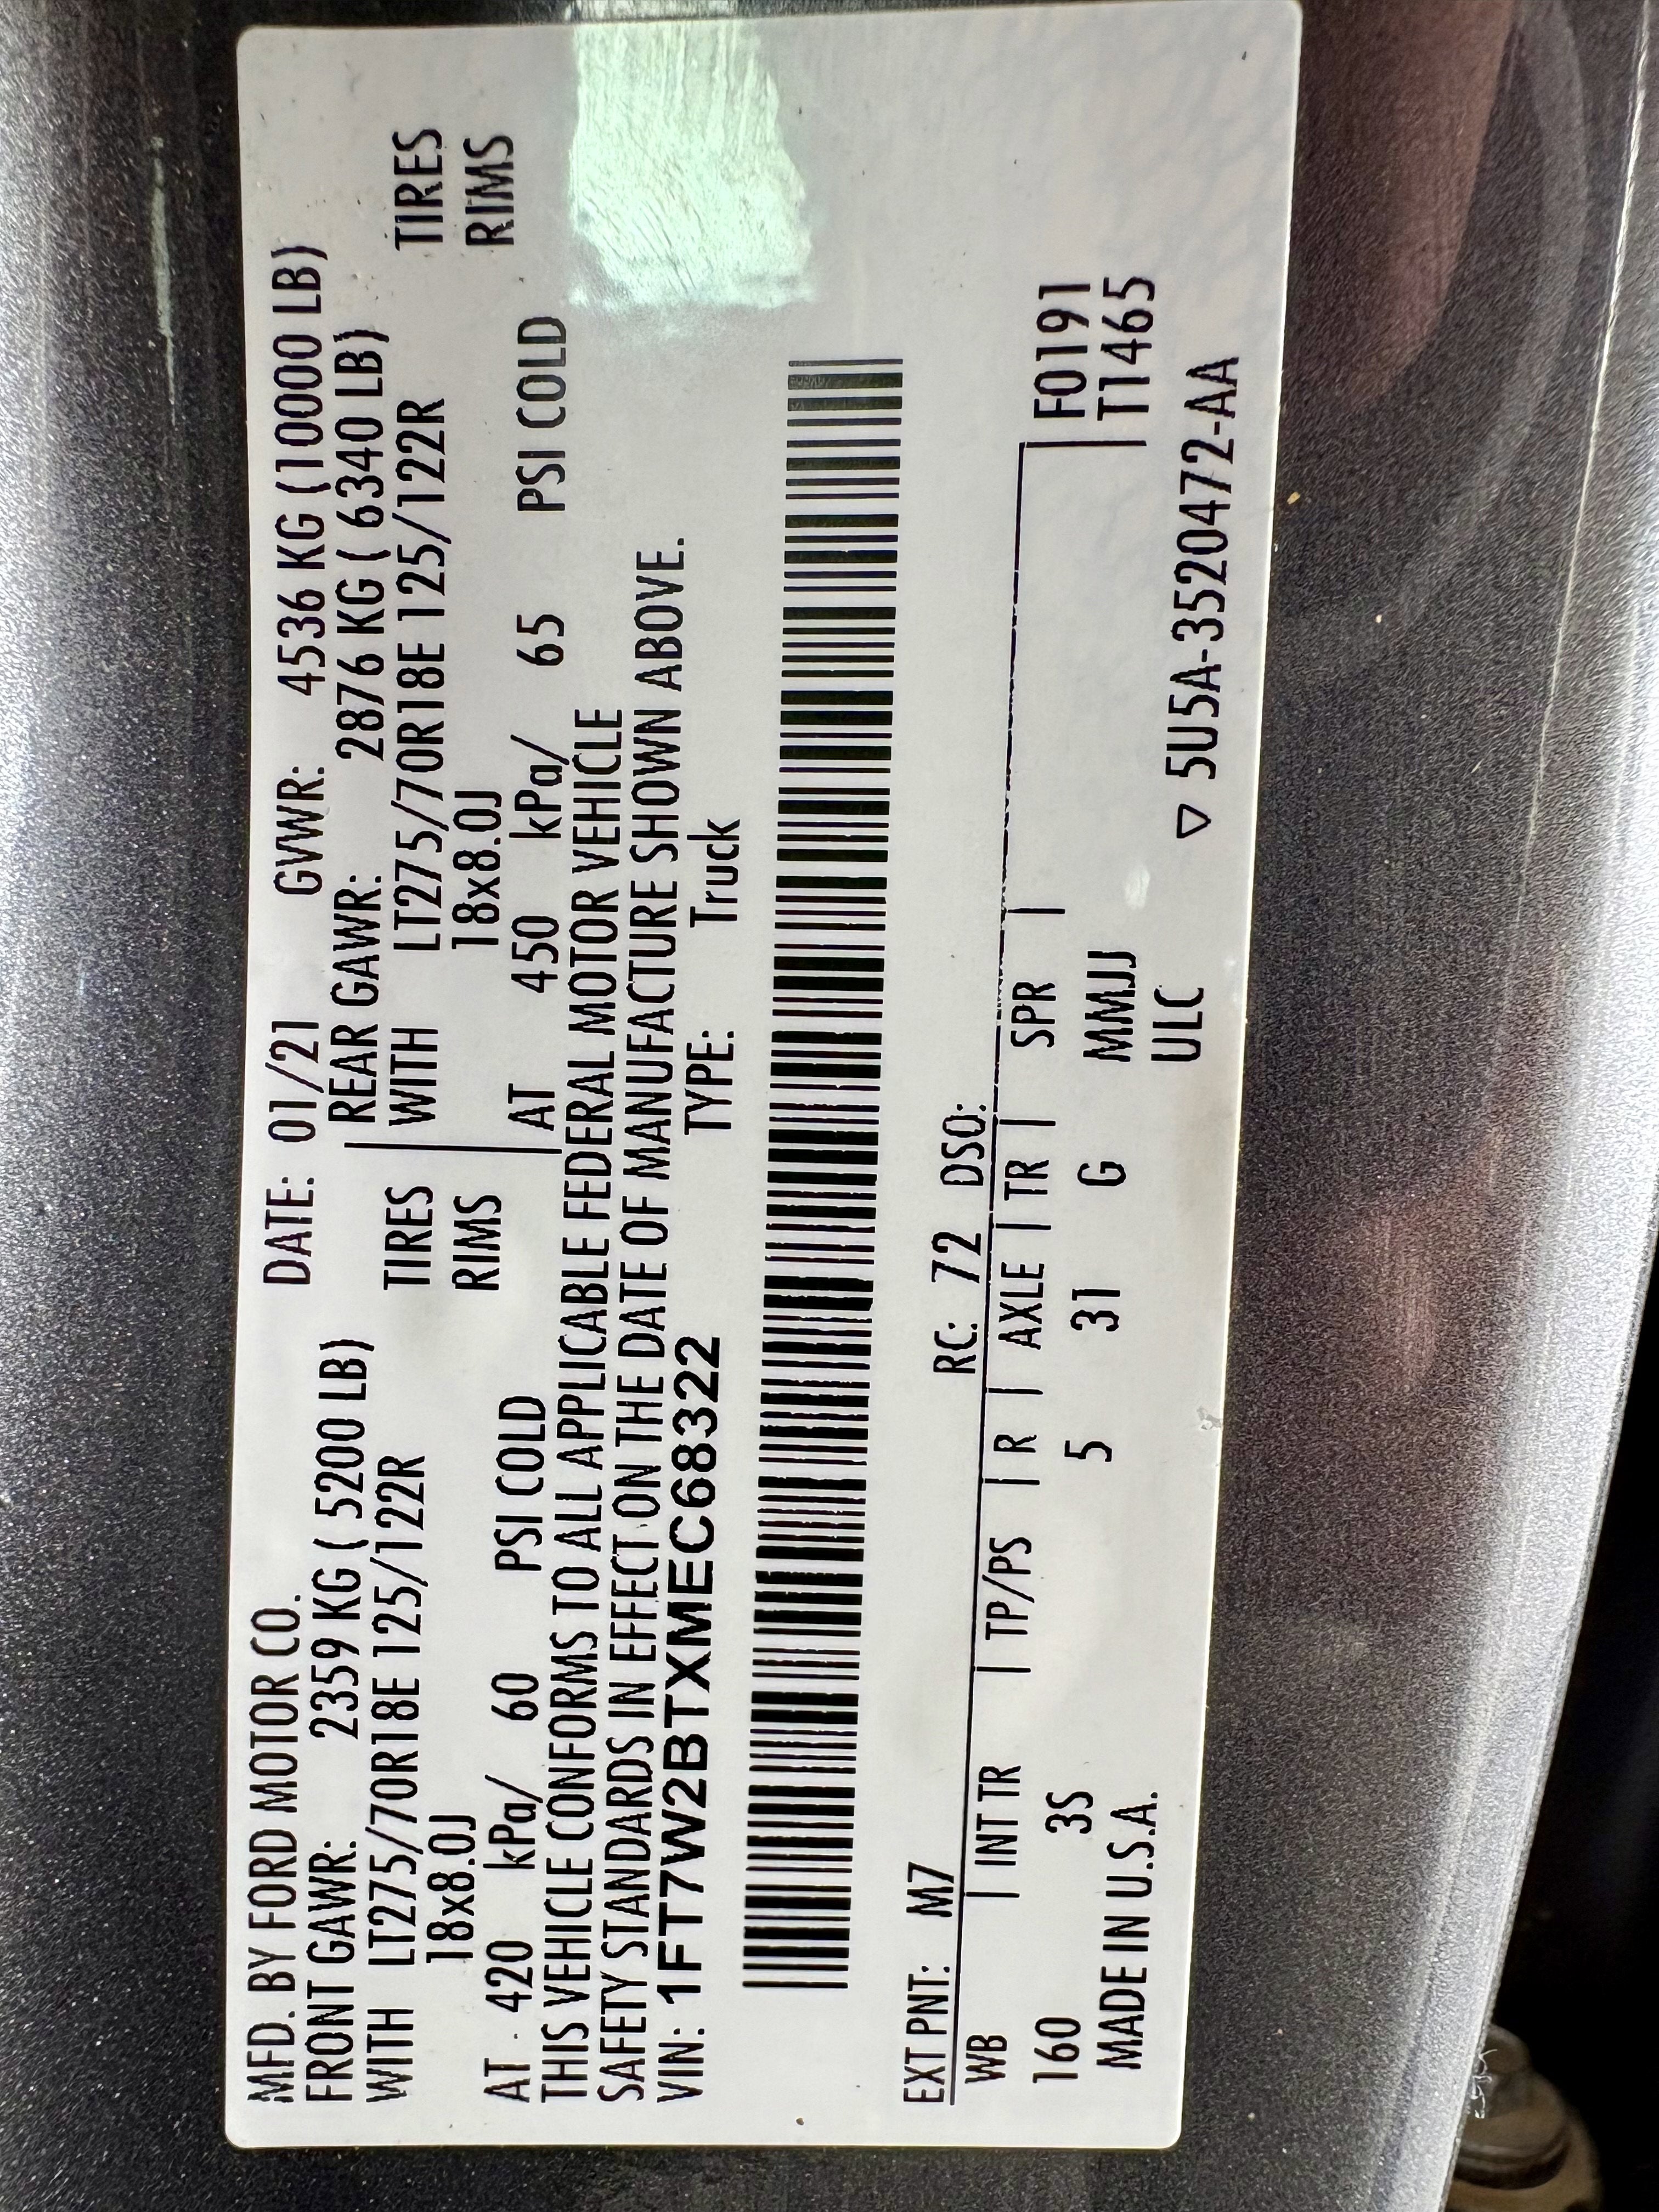 MFD. BY FORD MOTOR CO. DATE: 01/21 GVWR: 4536 KG (10000 LB)
FRONT GAWR: 2359 KG ( 5200 LB) REAR GAWR: 2876 KG ( 6340 LB)
WITH LT275/70R18E 125/122R TIRES WITH LT275/70R18E 125/122R TIRES
18x8.0J RIMS 18x8.0J RIMS
AT 420 kPa/ 60 PSI COLD AT 450 kPa/ 65 PSI COLD
THIS VEHICLE CONFORMS TO ALL APPLICABLE FEDERAL MOTOR VEHICLE
SAFETY STANDARDS IN EFFECT ON THE DATE OF MANUFACTURE SHOWN ABOVE.
VIN: 1FT7W2BTXMEC68322 TYPE: Truck
EXT PNT: M7 RC: 72 DSO:
WB | INT TR | TP/PS | R | AXLE | TR | SPR | F0191
160 3S 5 31 G MMJJ T1465
MADE IN U.S.A. ULC ▽ 5U5A-3520472-AA